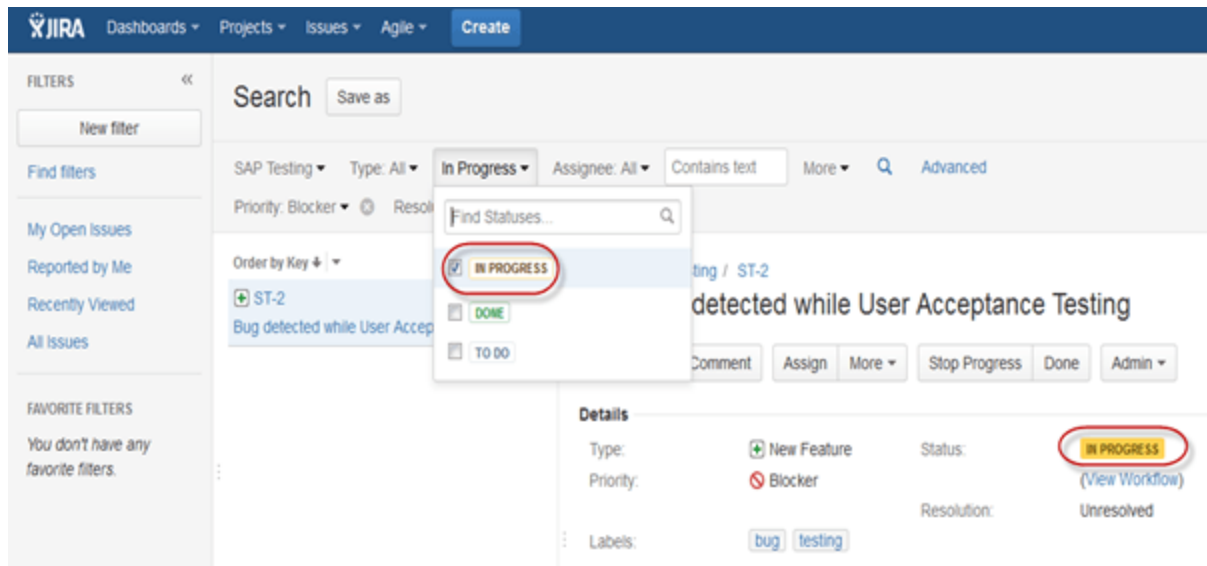 JIRA Dashboards Projects Issues Agile Create
FILTERS
New filter
Find filters
My Open Issues
Reported by Me
Recently Viewed
All Issues
FAVORITE FILTERS
You don't have any
favorite filters.
Search Save as
SAP Testing Type: All In Progress Assignee: All Contains text More Advanced
Priority: Blocker
Find Statuses...
IN PROGRESS
DONE
TO DO
Order by Key
ST-2
Bug detected while User
/ ST-2
detected while User Acceptance Testing
Comment Assign More Stop Progress Done Admin
Details
Type: New Feature Status: IN PROGRESS
Priority: Blocker (View Workflow)
Resolution: Unresolved
Labels: bug testing